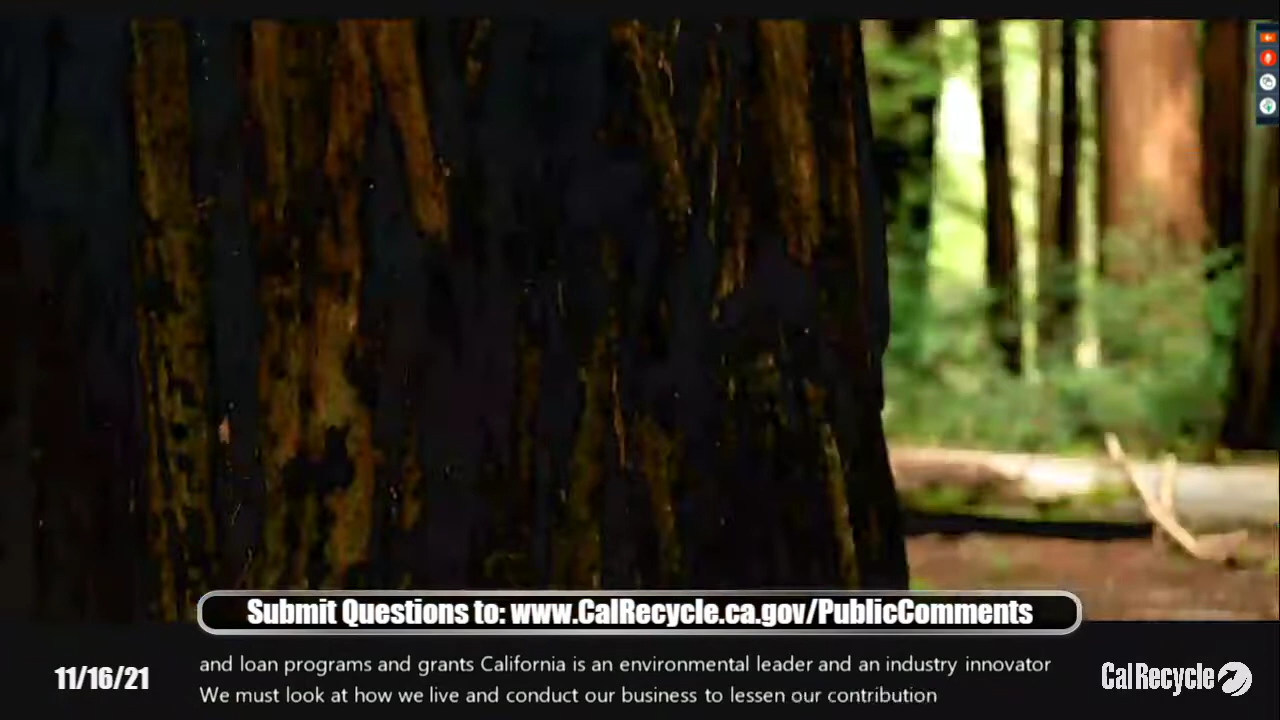 Submit Questions to: www.CalRecycle.ca.gov/PublicComments
11/16/21
and loan programs and grants California is an environmental leader and an industry innovator
We must look at how we live and conduct our business to lessen our contribution
CalRecycle